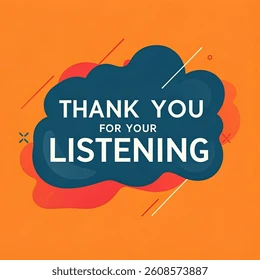 THANK YOU
FOR YOUR
LISTENING
shutterstock.com · 2608573887